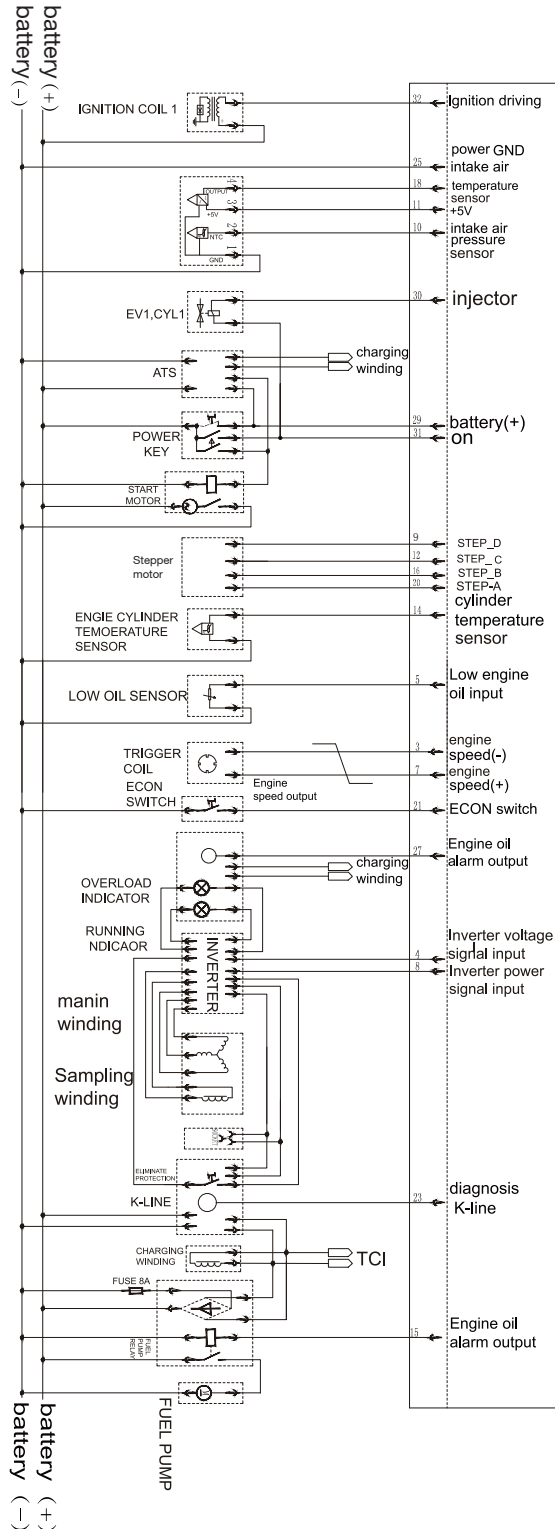 battery (+)
battery (−)
IGNITION COIL 1
32
Ignition driving
power GND
25
intake air
18
temperature
sensor
11
+5V
10
intake air
pressure
sensor
4
OUTPUT
3
+5V
2
NTC
1
GND
EV1,CYL1
30
injector
charging
winding
ATS
29
battery(+)
31
on
POWER
KEY
START
MOTOR
Stepper
motor
9
STEP_D
12
STEP_C
16
STEP_B
20
STEP-A
ENGIE CYLINDER
TEMOERATURE
SENSOR
14
cylinder
temperature
sensor
LOW OIL SENSOR
5
Low engine
oil input
TRIGGER
COIL
3
engine
speed(-)
7
engine
speed(+)
Engine
speed output
ECON
SWITCH
21
ECON switch
27
Engine oil
alarm output
charging
winding
OVERLOAD
INDICATOR
RUNNING
NDICAOR
INVERTER
4
Inverter voltage
signal input
8
Inverter power
signal input
manin
winding
Sampling
winding
ELIMINATE
PROTECTION
K-LINE
23
diagnosis
K-line
CHARGING
WINDING
TCI
FUSE 8A
FUEL
PUMP
RELAY
15
Engine oil
alarm output
M
FUEL PUMP
battery (+)
battery (−)